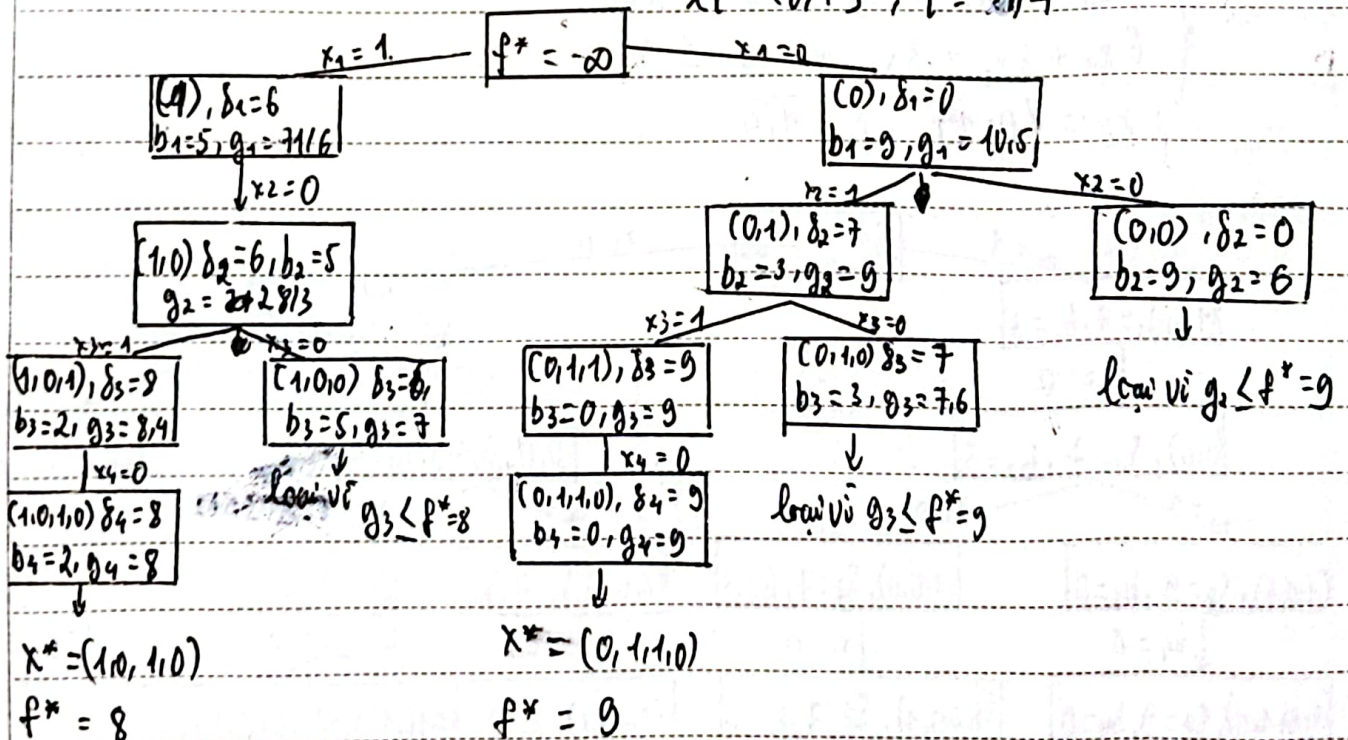 x₁=1.
f* = -∞
x₁=0
(1), δ₁=6
b₁=5, g₁=71/6
(0), δ₁=0
b₁=9, g₁=10,5
x2=0
x2=1
x2=0
(1,0) δ₂=6, b₂=5
g₂ = 28/3
(0,1), δ₂=7
b₂=3, g₂=9
(0,0), δ₂=0
b₂=9, g₂=6
x3=1
x3=0
x3=1
x3=0
(1,0,1), δ₃=8
b₃=2, g₃=8,4
(1,0,0) δ₃=6,
b₃=5, g₃=7
(0,1,1), δ₃=9
b₃=0, g₃=9
(0,1,0) δ₃=7
b₃=3, g₃=7,6
loại vì g₂ ≤ f* = 9
x₄=0
loại vì g₃ ≤ f*=8
x₄=0
loại vì g₃ ≤ f*=9
(1,0,1,0) δ₄=8
b₄=2, g₄=8
(0,1,1,0), δ₄=9
b₄=0, g₄=9
x* = (1,0,1,0)
f* = 8
x* = (0,1,1,0)
f* = 9